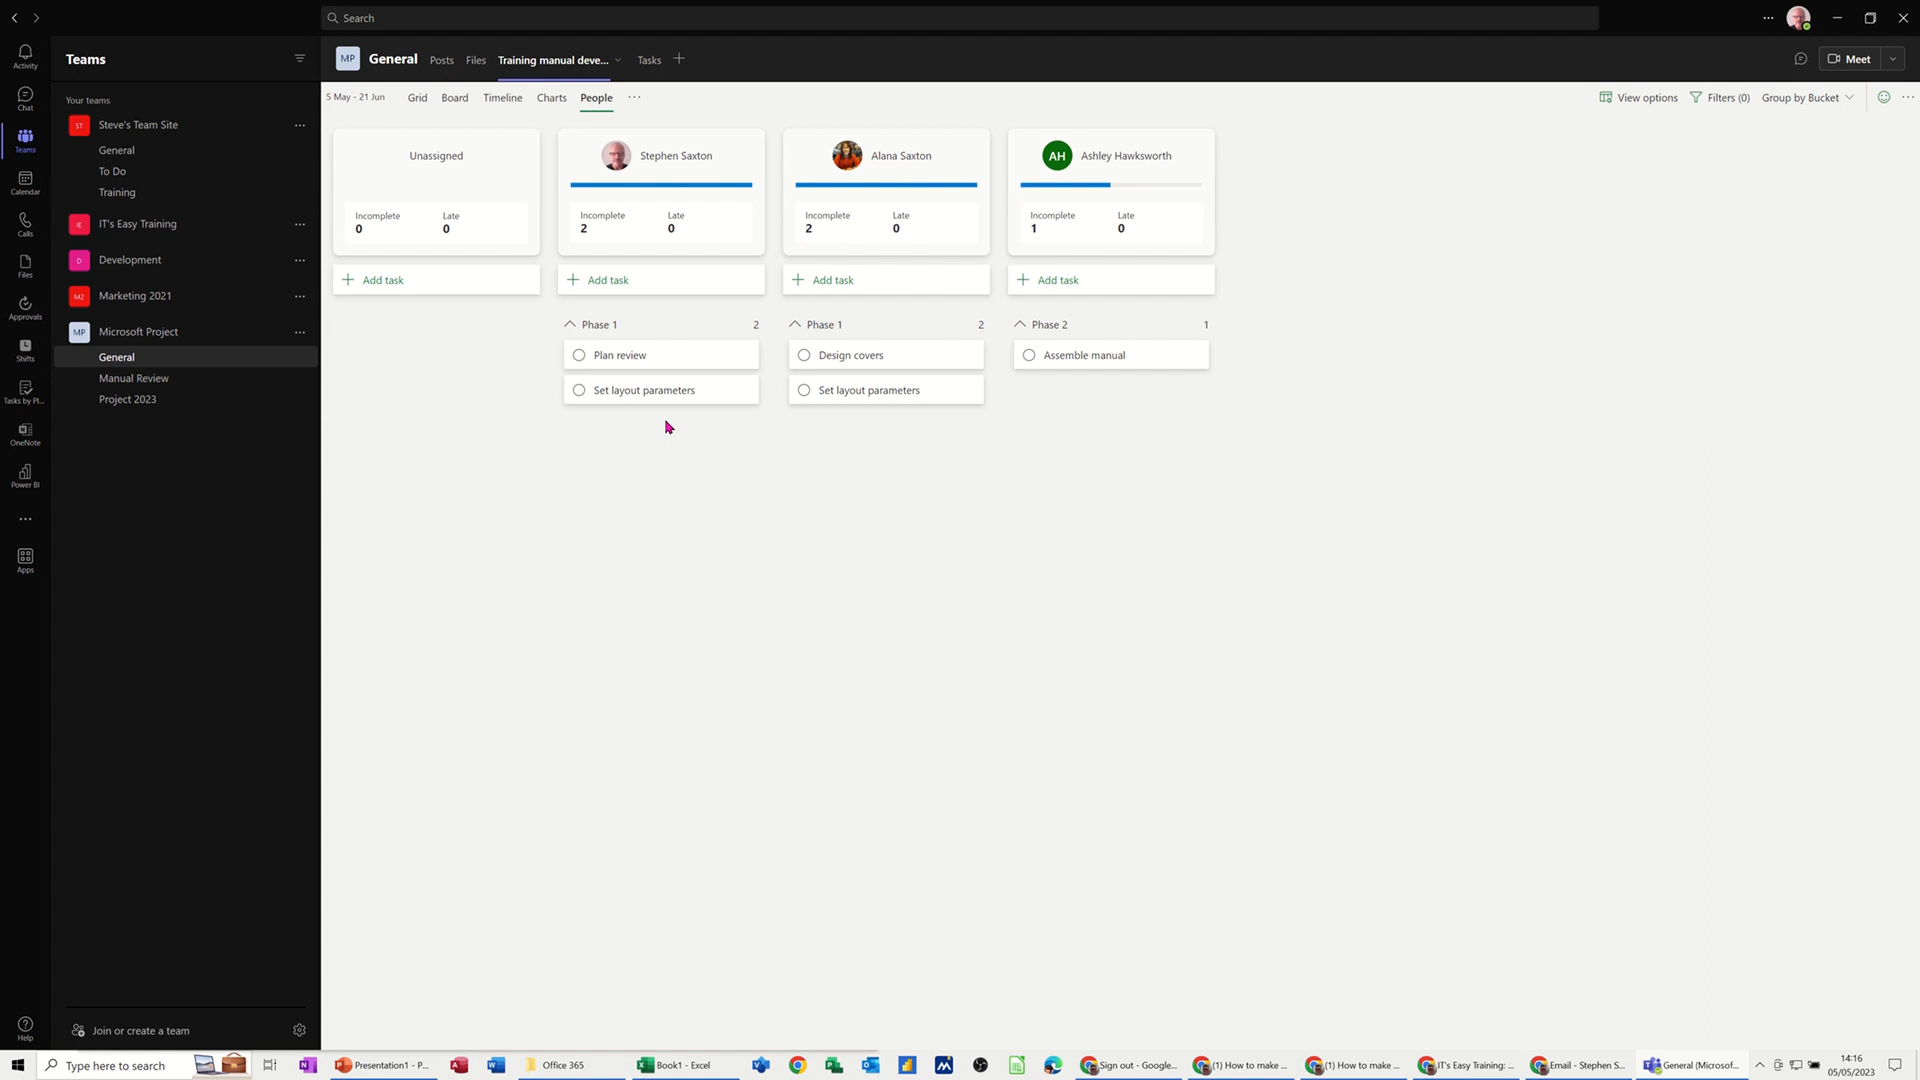 Search
Activity
Chat
Teams
Calendar
Calls
Files
Approvals
Shifts
Tasks by Pl...
OneNote
Power BI
Apps
Help
Teams
Your teams
ST Steve's Team Site
General
To Do
Training
IE IT's Easy Training
D Development
M2 Marketing 2021
MP Microsoft Project
General
Manual Review
Project 2023
Join or create a team
MP General Posts Files Training manual deve... Tasks
Meet
5 May - 21 Jun Grid Board Timeline Charts People
View options Filters (0) Group by Bucket
Unassigned
Incomplete Late
0 0
Add task
Stephen Saxton
Incomplete Late
2 0
Add task
Phase 1 2
Plan review
Set layout parameters
Alana Saxton
Incomplete Late
2 0
Add task
Phase 1 2
Design covers
Set layout parameters
AH Ashley Hawksworth
Incomplete Late
1 0
Add task
Phase 2 1
Assemble manual
Type here to search
Presentation1 - P...
Office 365
Book1 - Excel
Sign out - Google...
(1) How to make ...
(1) How to make ...
IT's Easy Training: ...
Email - Stephen S...
General (Microsof...
14:16
05/05/2023